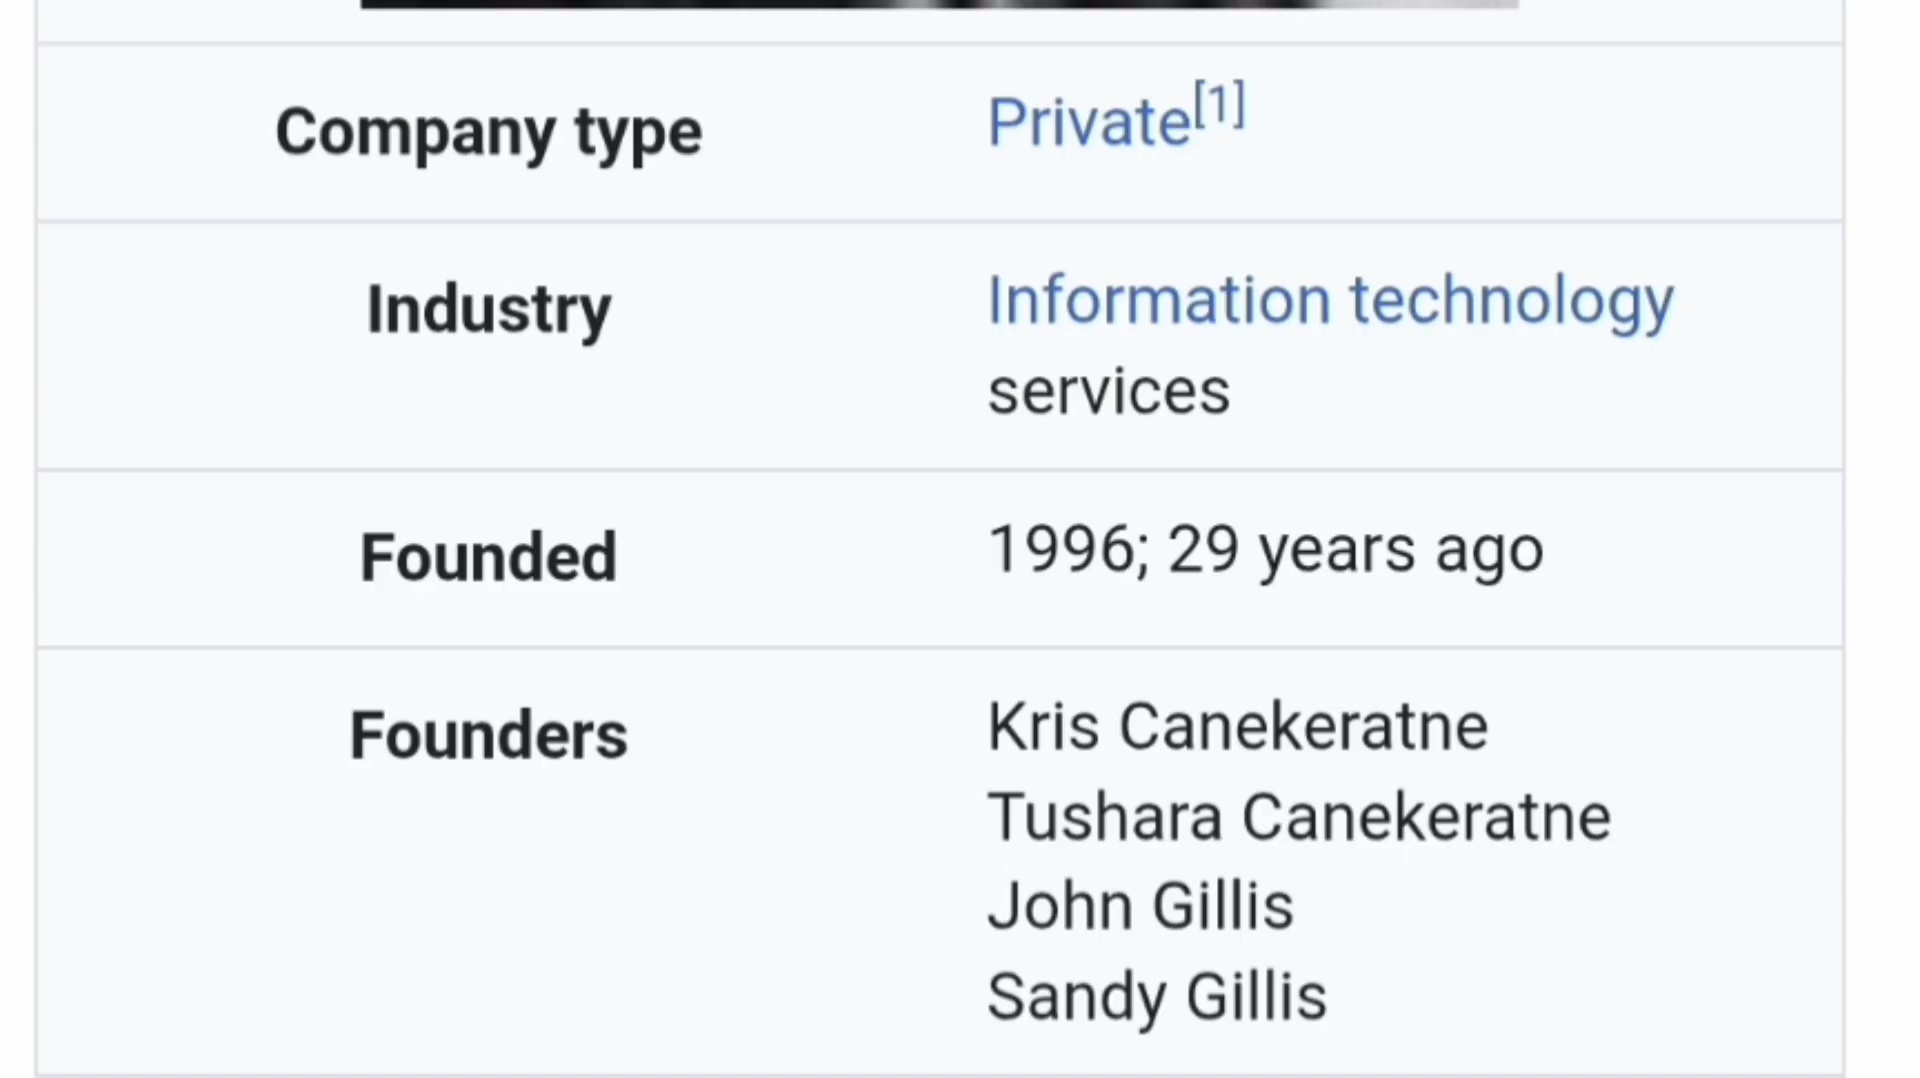 Company type Private[1]
Industry Information technology
services
Founded 1996; 29 years ago
Founders Kris Canekeratne
Tushara Canekeratne
John Gillis
Sandy Gillis